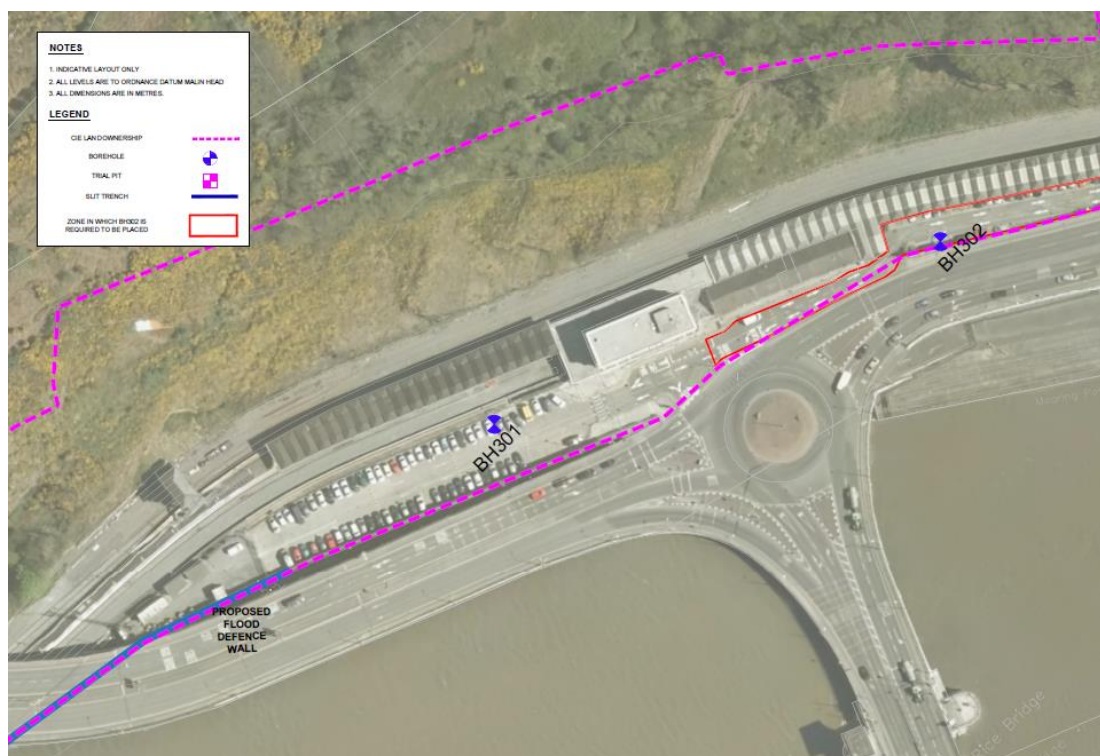 NOTES
1. INDICATIVE LAYOUT ONLY
2. ALL LEVELS ARE TO ORDNANCE DATUM MALIN HEAD
3. ALL DIMENSIONS ARE IN METRES.
LEGEND
CIE LANDOWNERSHIP
BOREHOLE
TRIAL PIT
SLIT TRENCH
ZONE IN WHICH BH302 IS
REQUIRED TO BE PLACED
BH302
BH301
PROPOSED
FLOOD
DEFENCE
WALL
Bridge